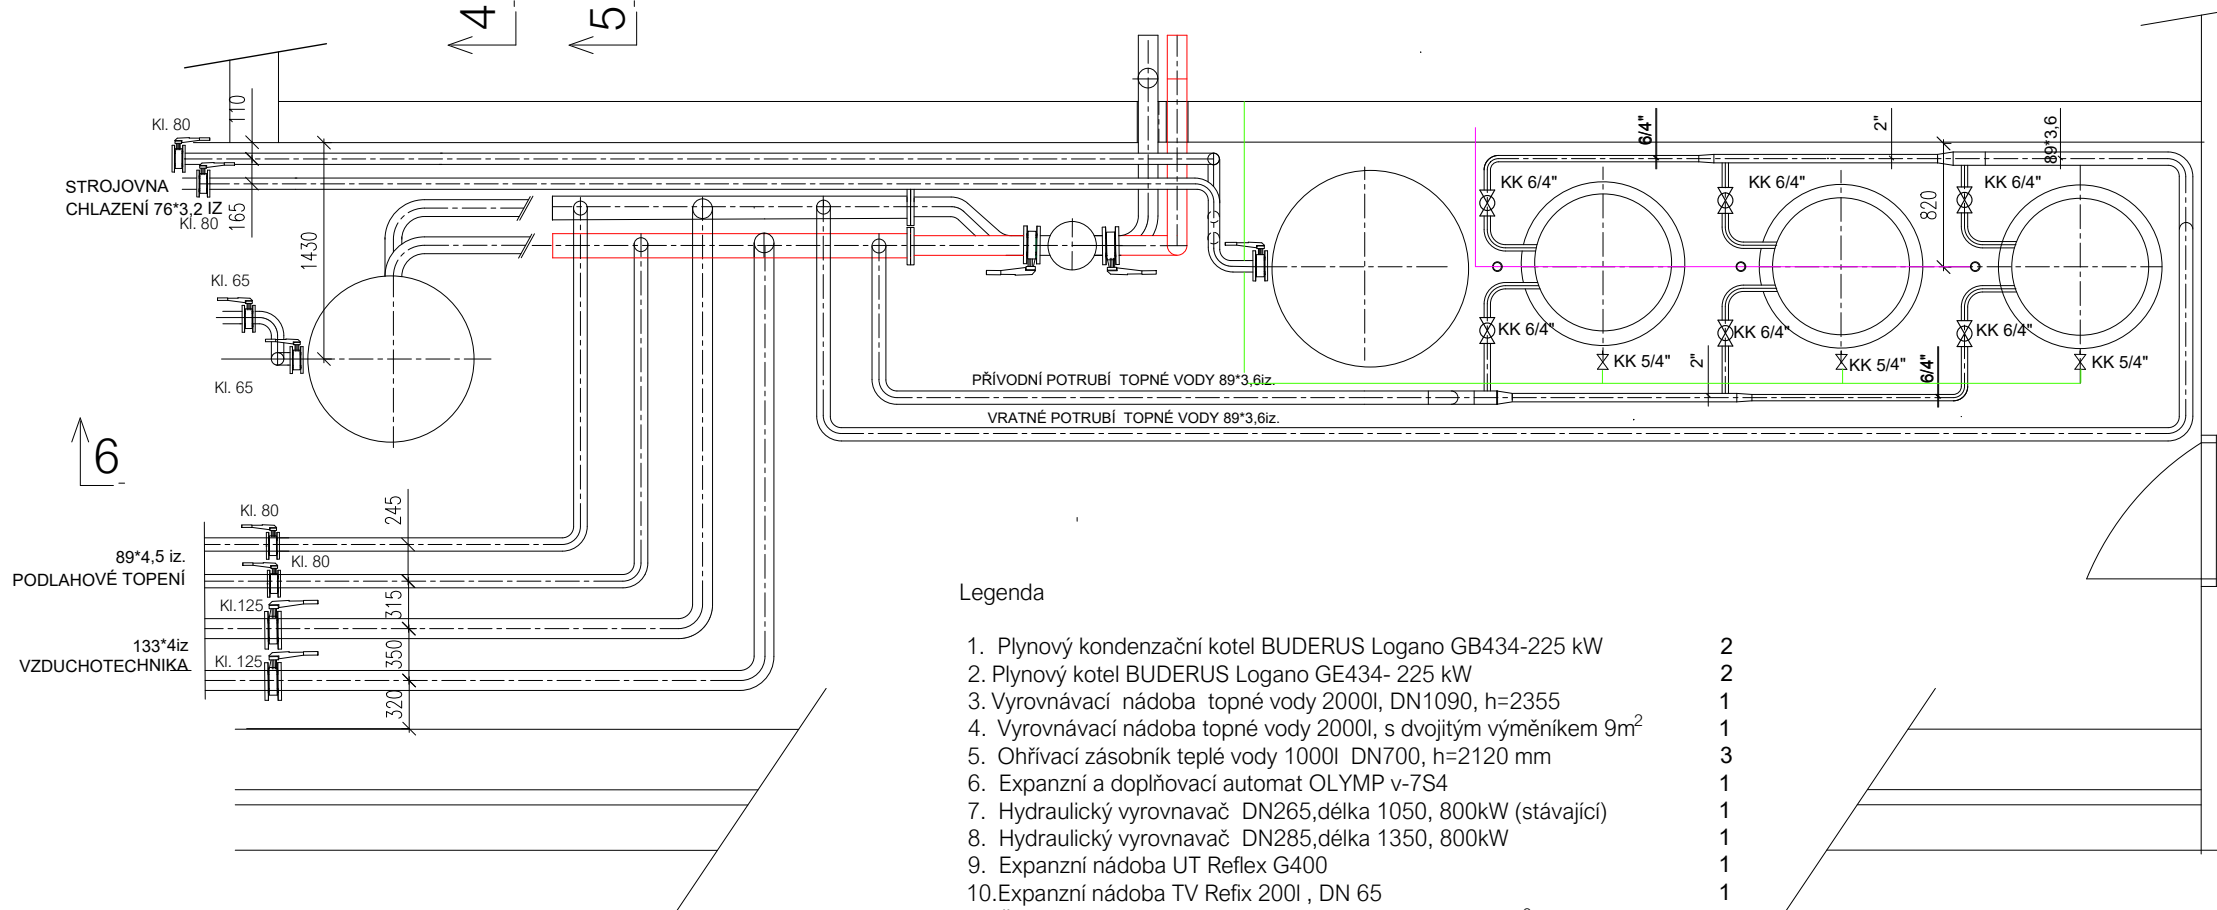 4
5
Kl. 80
110
STROJOVNA
CHLAZENÍ 76*3,2 IZ
Kl. 80
165
1430
6/4"
2"
89*3,6
KK 6/4"
KK 6/4"
KK 6/4"
820
Kl. 65
Kl. 65
KK 6/4"
KK 6/4"
KK 6/4"
KK 5/4"
KK 5/4"
KK 5/4"
2"
6/4"
PŘÍVODNÍ POTRUBÍ TOPNÉ VODY 89*3,6iz.
VRATNÉ POTRUBÍ TOPNÉ VODY 89*3,6iz.
6
Kl. 80
245
89*4,5 iz.
PODLAHOVÉ TOPENÍ
Kl. 80
Kl.125
315
133*4iz
VZDUCHOTECHNIKA
Kl. 125
350
320
Legenda
1. Plynový kondenzační kotel BUDERUS Logano GB434-225 kW 2
2. Plynový kotel BUDERUS Logano GE434- 225 kW 2
3. Vyrovnávací nádoba topné vody 2000l, DN1090, h=2355 1
4. Vyrovnávací nádoba topné vody 2000l, s dvojitým výměníkem 9m² 1
5. Ohřívací zásobník teplé vody 1000l DN700, h=2120 mm 3
6. Expanzní a doplňovací automat OLYMP v-7S4 1
7. Hydraulický vyrovnavač DN265,délka 1050, 800kW (stávající) 1
8. Hydraulický vyrovnavač DN285,délka 1350, 800kW 1
9. Expanzní nádoba UT Reflex G400 1
10.Expanzní nádoba TV Refix 200l , DN 65 1